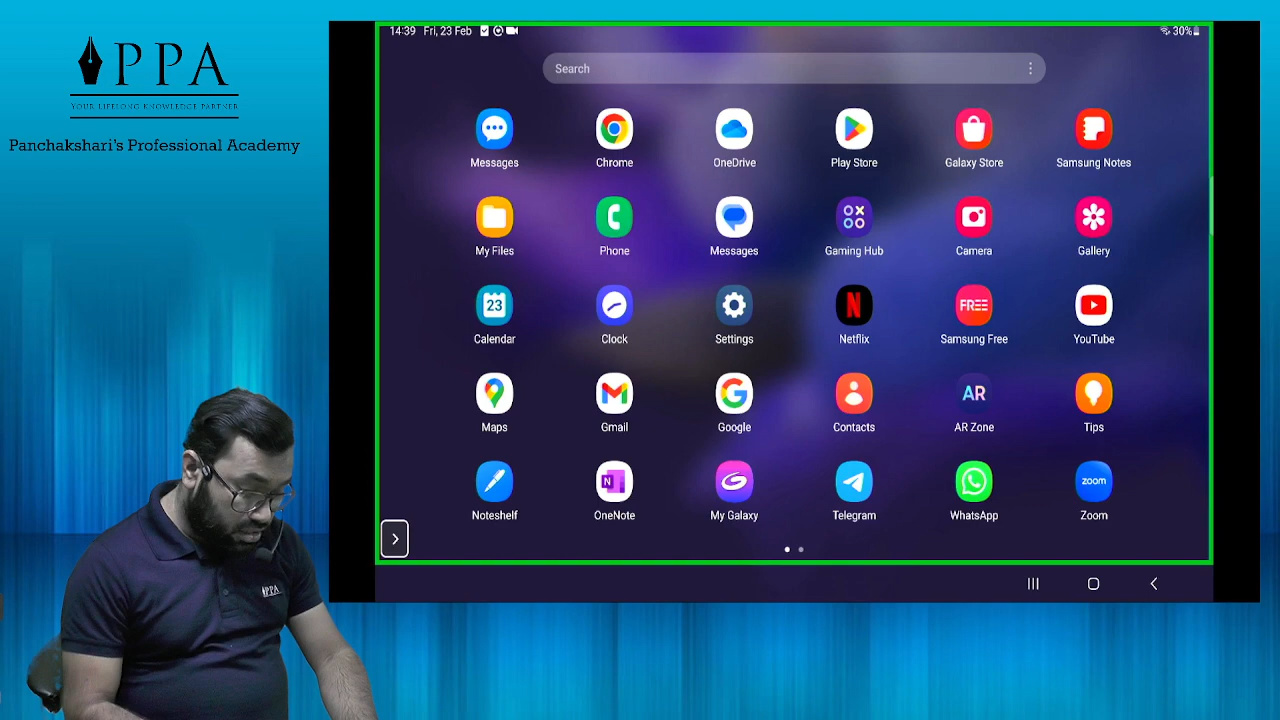 PPA
YOUR LIFELONG KNOWLEDGE PARTNER
Panchakshari's Professional Academy
14:39 Fri, 23 Feb
30%
Search
Messages Chrome OneDrive Play Store Galaxy Store Samsung Notes
My Files Phone Messages Gaming Hub Camera Gallery
23 FREE
Calendar Clock Settings Netflix Samsung Free YouTube
AR
Maps Gmail Google Contacts AR Zone Tips
N zoom
Noteshelf OneNote My Galaxy Telegram WhatsApp Zoom
PPA